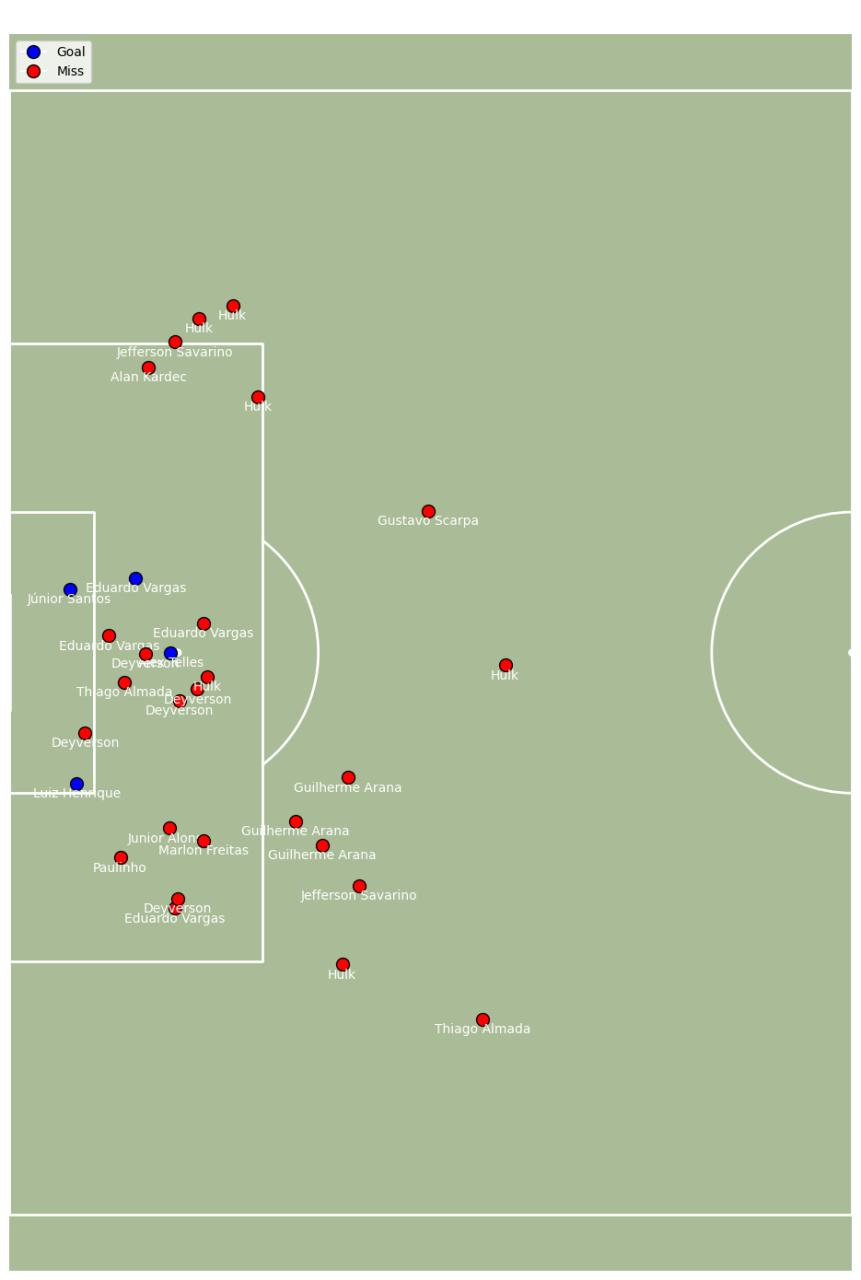 Goal
Miss
Hulk
Hulk
Jefferson Savarino
Alan Kardec
Hulk
Gustavo Scarpa
Eduardo Vargas
Júnior Santos
Eduardo Vargas
Eduardo Vargas
Deyverson
Alex Telles
Hulk
Thiago Almada
Hulk
Deyverson
Deyverson
Deyverson
Guilherme Arana
Luiz Henrique
Guilherme Arana
Junior Alonso
Marlon Freitas
Guilherme Arana
Paulinho
Jefferson Savarino
Deyverson
Eduardo Vargas
Hulk
Thiago Almada